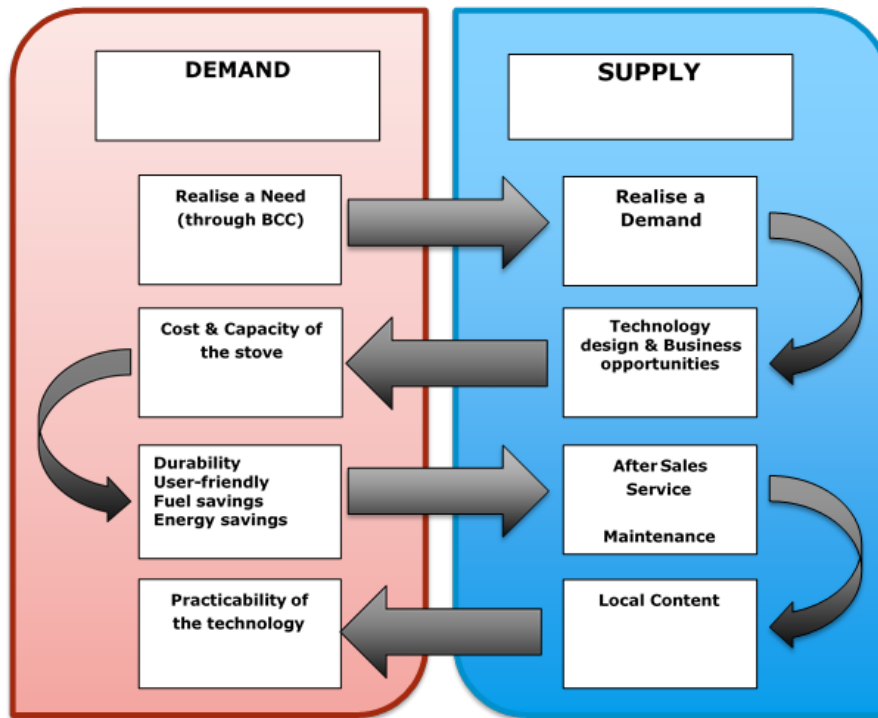 DEMAND
SUPPLY
Realise a Need
(through BCC)
Realise a
Demand
Cost & Capacity of
the stove
Technology
design & Business
opportunities
Durability
User-friendly
Fuel savings
Energy savings
After Sales
Service
Maintenance
Practicability of
the technology
Local Content